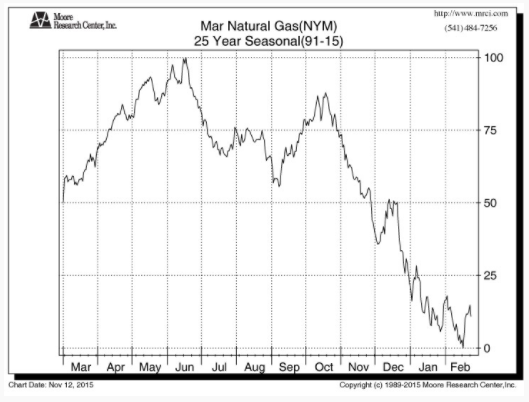 Moore
Research Center, Inc.
http://www.mrci.com
(541) 484-7256
Mar Natural Gas(NYM)
25 Year Seasonal(91-15)
100
75
50
25
0
Mar Apr May Jun Jul Aug Sep Oct Nov Dec Jan Feb
Chart Date: Nov 12, 2015 Copyright (c) 1989-2015 Moore Research Center, Inc.